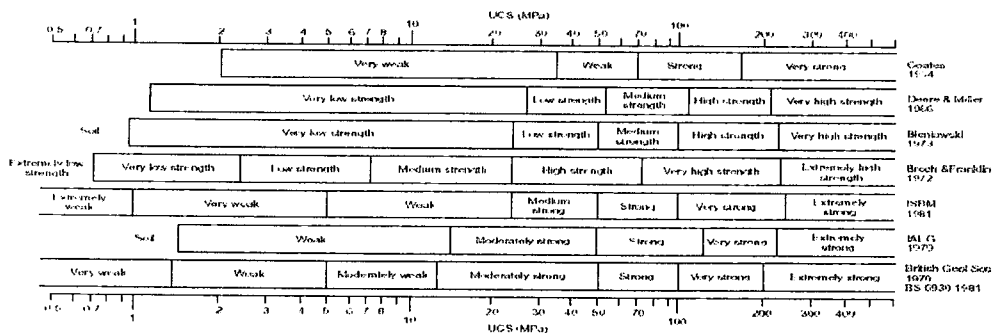 UCS (MPa)
0.5 0.7 1 2 3 4 5 6 7 8 10 20 30 40 50 60 70 100 200 300 400
Very weak Weak Strong Very strong Coates
Very low strength Low strength Medium strength High strength Very high strength Deere & Miller
Soil Very low strength Low strength Medium strength High strength Very high strength Bieniawski
1973
Extremely low strength Very low strength Low strength Medium strength High strength Very high strength Extremely high strength Broch & Franklin
1972
Extremely weak Very weak Weak Medium strong Strong Very strong Extremely strong ISRM
1981
Soil Weak Moderately strong Strong Very strong Extremely strong IAEG
1979
Very weak Weak Moderately weak Moderately strong Strong Very strong Extremely strong British Geol Soc
1970
BS 5930 1981
0.5 0.7 1 2 3 4 5 6 7 8 10 20 30 40 50 60 70 100 200 300 400
UCS (MPa)